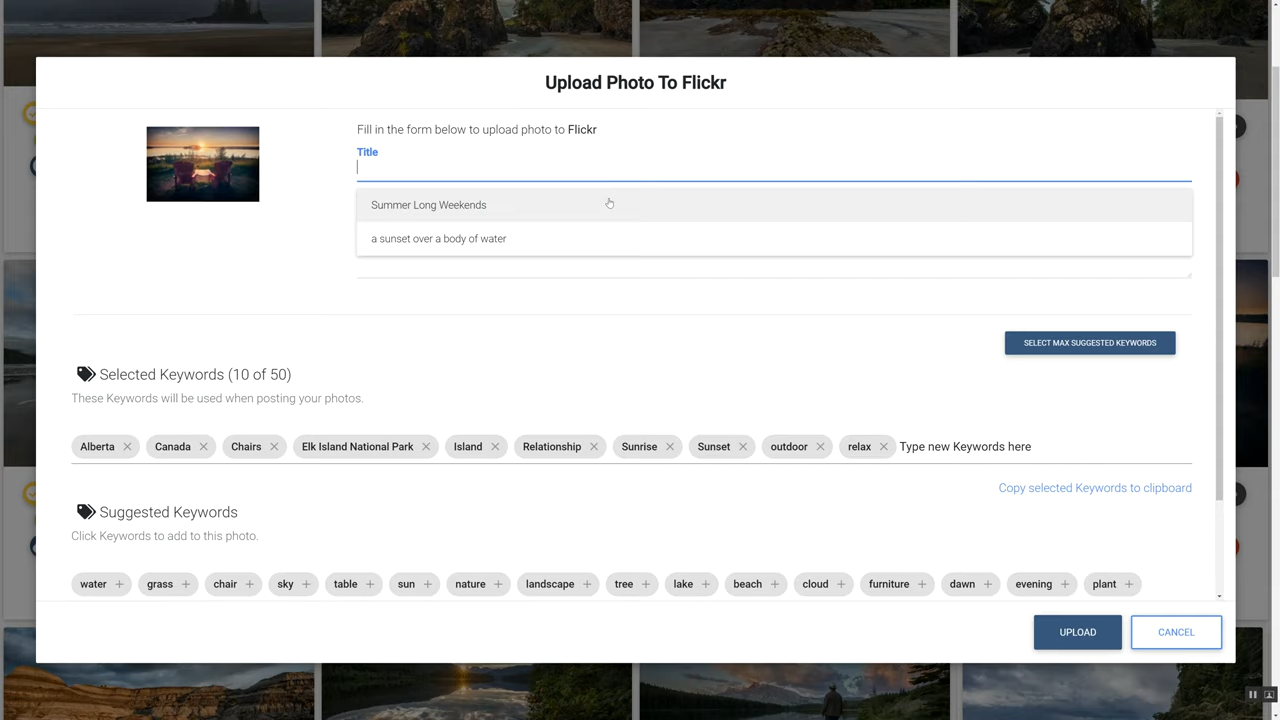 Upload Photo To Flickr
Fill in the form below to upload photo to Flickr
Title
Summer Long Weekends
a sunset over a body of water
SELECT MAX SUGGESTED KEYWORDS
Selected Keywords (10 of 50)
These Keywords will be used when posting your photos.
Alberta Canada Chairs Elk Island National Park Island Relationship Sunrise Sunset outdoor relax Type new Keywords here
Copy selected Keywords to clipboard
Suggested Keywords
Click Keywords to add to this photo.
water grass chair sky table sun nature landscape tree lake beach cloud furniture dawn evening plant
UPLOAD CANCEL